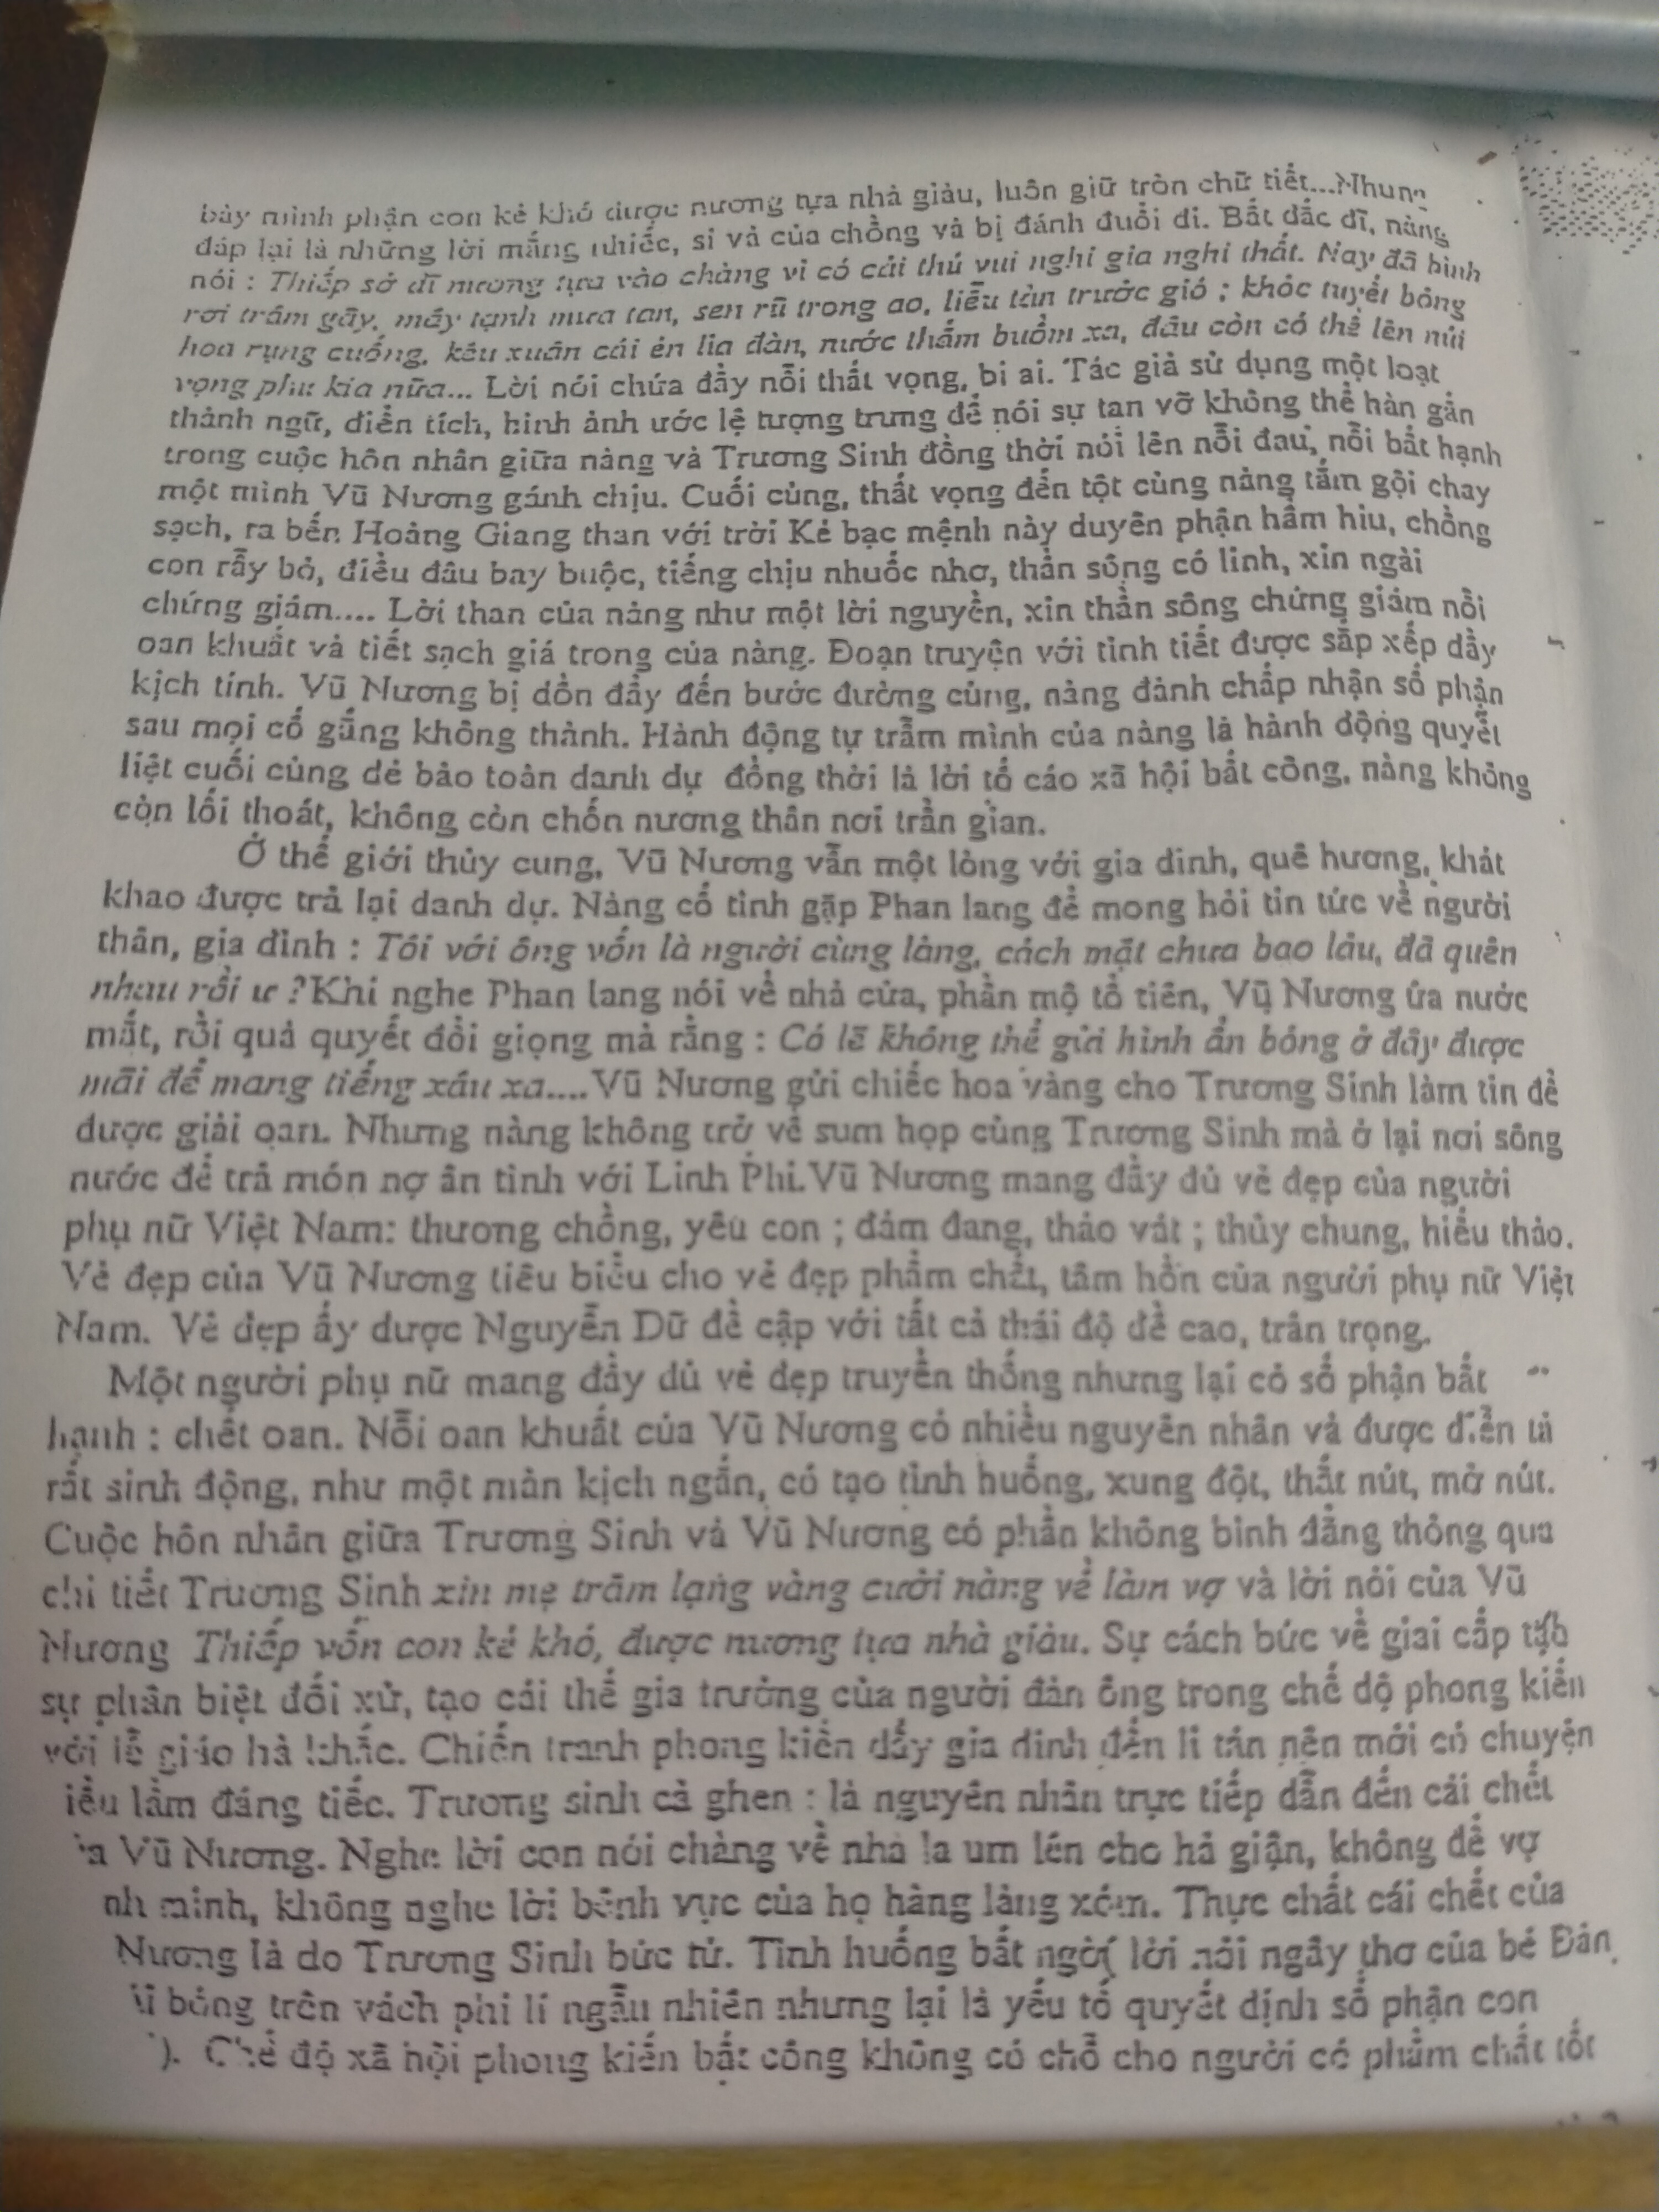 bày mình phận con kẻ khó được nương tựa nhà giàu, luôn giữ tròn chữ tiết...Nhưng
đáp lại là những lời mắng nhiếc, sỉ vả của chồng và bị đánh đuổi đi. Bất đắc dĩ, nàng
nói : Thiếp sở dĩ nương tựa vào chàng vì có cái thú vui nghi gia nghi thất. Nay đã bình
rơi trâm gãy, mây tạnh mưa tan, sen rũ trong ao, liễu tàn trước gió ; khóc tuyết bông
hoa rụng cuống, kêu xuân cái én lìa đàn, nước thẳm buồm xa, đâu còn có thể lên núi
vọng phu kia nữa... Lời nói chứa đầy nỗi thất vọng, bi ai. Tác giả sử dụng một loạt
thành ngữ, điển tích, hình ảnh ước lệ tượng trưng để nói sự tan vỡ không thể hàn gắn
trong cuộc hôn nhân giữa nàng và Trương Sinh đồng thời nói lên nỗi đau, nỗi bất hạnh
một mình Vũ Nương gánh chịu. Cuối cùng, thất vọng đến tột cùng nàng tắm gội chay
sạch, ra bến Hoàng Giang than với trời Kẻ bạc mệnh này duyên phận hẩm hiu, chồng
con rẫy bỏ, điều đâu bay buộc, tiếng chịu nhuốc nhơ, thần sông có linh, xin ngài
chứng giám.... Lời than của nàng như một lời nguyền, xin thần sông chứng giám nỗi
oan khuất và tiết sạch giá trong của nàng. Đoạn truyện với tình tiết được sắp xếp đầy
kịch tính. Vũ Nương bị dồn đẩy đến bước đường cùng, nàng đành chấp nhận số phận
sau mọi cố gắng không thành. Hành động tự trẫm mình của nàng là hành động quyết
liệt cuối cùng để bảo toàn danh dự đồng thời là lời tố cáo xã hội bất công, nàng không
còn lối thoát, không còn chốn nương thân nơi trần gian.
Ở thế giới thủy cung, Vũ Nương vẫn một lòng với gia đình, quê hương, khát
khao được trả lại danh dự. Nàng cố tình gặp Phan lang để mong hỏi tin tức về người
thân, gia đình : Tôi với ông vốn là người cùng làng, cách mặt chưa bao lâu, đã quên
nhau rồi ư ?Khi nghe Phan lang nói về nhà cửa, phần mộ tổ tiên, Vũ Nương ứa nước
mắt, rồi quả quyết đổi giọng mà rằng : Có lẽ không thể gửi hình ẩn bóng ở đây được
mãi để mang tiếng xấu xa....Vũ Nương gửi chiếc hoa vàng cho Trương Sinh làm tin để
được giải oan. Nhưng nàng không trở về sum họp cùng Trương Sinh mà ở lại nơi sông
nước để trả món nợ ân tình với Linh Phi.Vũ Nương mang đầy đủ vẻ đẹp của người
phụ nữ Việt Nam: thương chồng, yêu con ; đảm đang, tháo vát ; thủy chung, hiếu thảo.
Vẻ đẹp của Vũ Nương tiêu biểu cho vẻ đẹp phẩm chất, tâm hồn của người phụ nữ Việt
Nam. Vẻ đẹp ấy được Nguyễn Dữ đề cập với tất cả thái độ đề cao, trân trọng.
Một người phụ nữ mang đầy đủ vẻ đẹp truyền thống nhưng lại có số phận bất
hạnh : chết oan. Nỗi oan khuất của Vũ Nương có nhiều nguyên nhân và được diễn tả
rất sinh động, như một màn kịch ngắn, có tạo tình huống, xung đột, thắt nút, mở nút.
Cuộc hôn nhân giữa Trương Sinh và Vũ Nương có phần không bình đẳng thông qua
chi tiết Trương Sinh xin mẹ trăm lạng vàng cưới nàng về làm vợ và lời nói của Vũ
Nương Thiếp vốn con kẻ khó, được nương tựa nhà giàu. Sự cách bức về giai cấp tạo
sự phân biệt đối xử, tạo cái thế gia trưởng của người đàn ông trong chế độ phong kiến
với lễ giáo hà khắc. Chiến tranh phong kiến đẩy gia đình đến li tán nên mới có chuyện
iểu lầm đáng tiếc. Trương sinh cả ghen : là nguyên nhân trực tiếp dẫn đến cái chết
a Vũ Nương. Nghe lời con nói chàng về nhà la um lên cho hả giận, không để vợ
nh minh, không nghe lời bênh vực của họ hàng làng xóm. Thực chất cái chết của
Nương là do Trương Sinh bức tử. Tình huống bất ngờ( lời nói ngây thơ của bé Đản,
ii bóng trên vách phi lí ngẫu nhiên nhưng lại là yếu tố quyết định số phận con
). Chế độ xã hội phong kiến bất công không có chỗ cho người có phẩm chất tốt